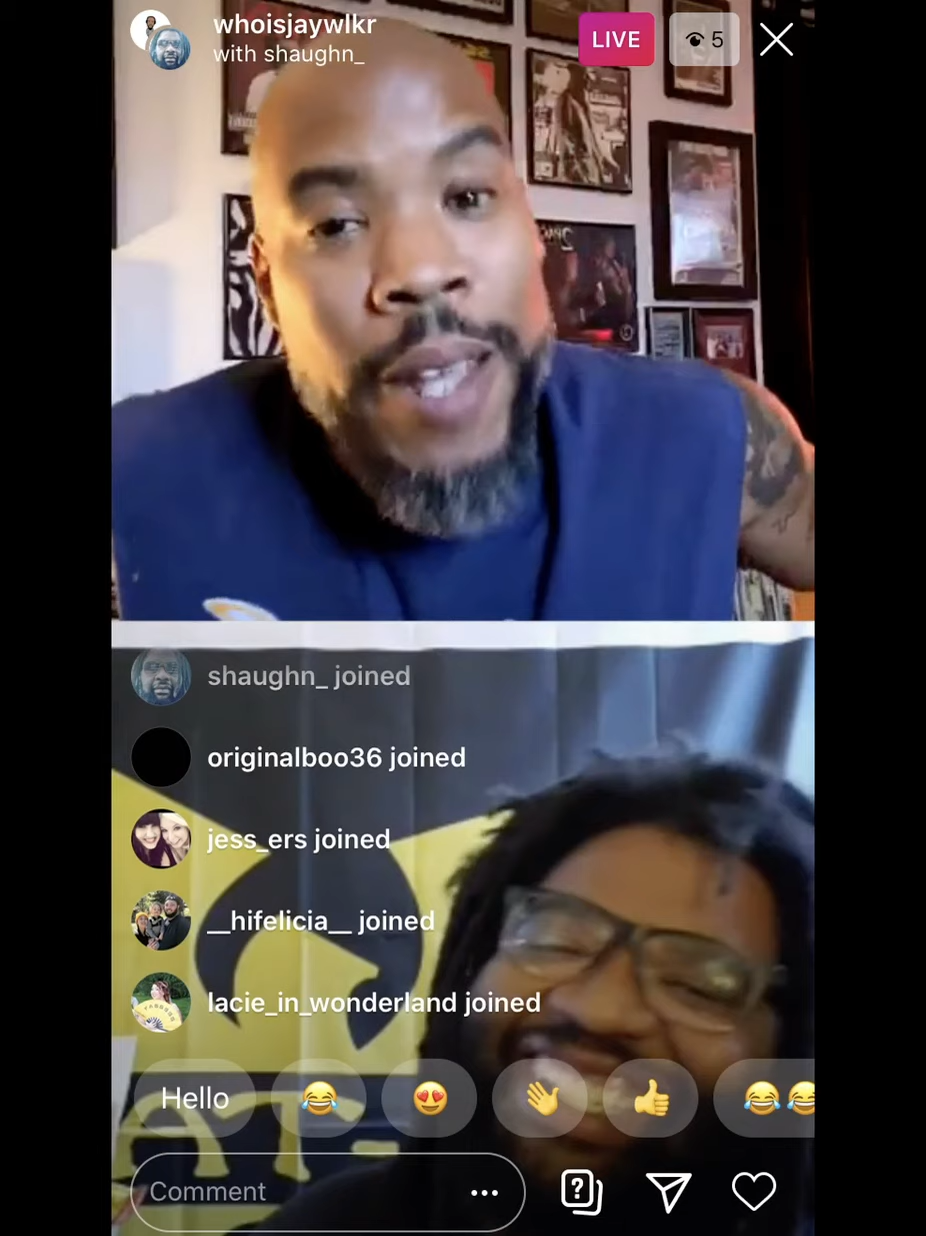 whoisjaywlkr
with shaughn_
LIVE
5
shaughn_ joined
originalboo36 joined
jess_ers joined
__hifelicia__ joined
lacie_in_wonderland joined
Hello
Comment